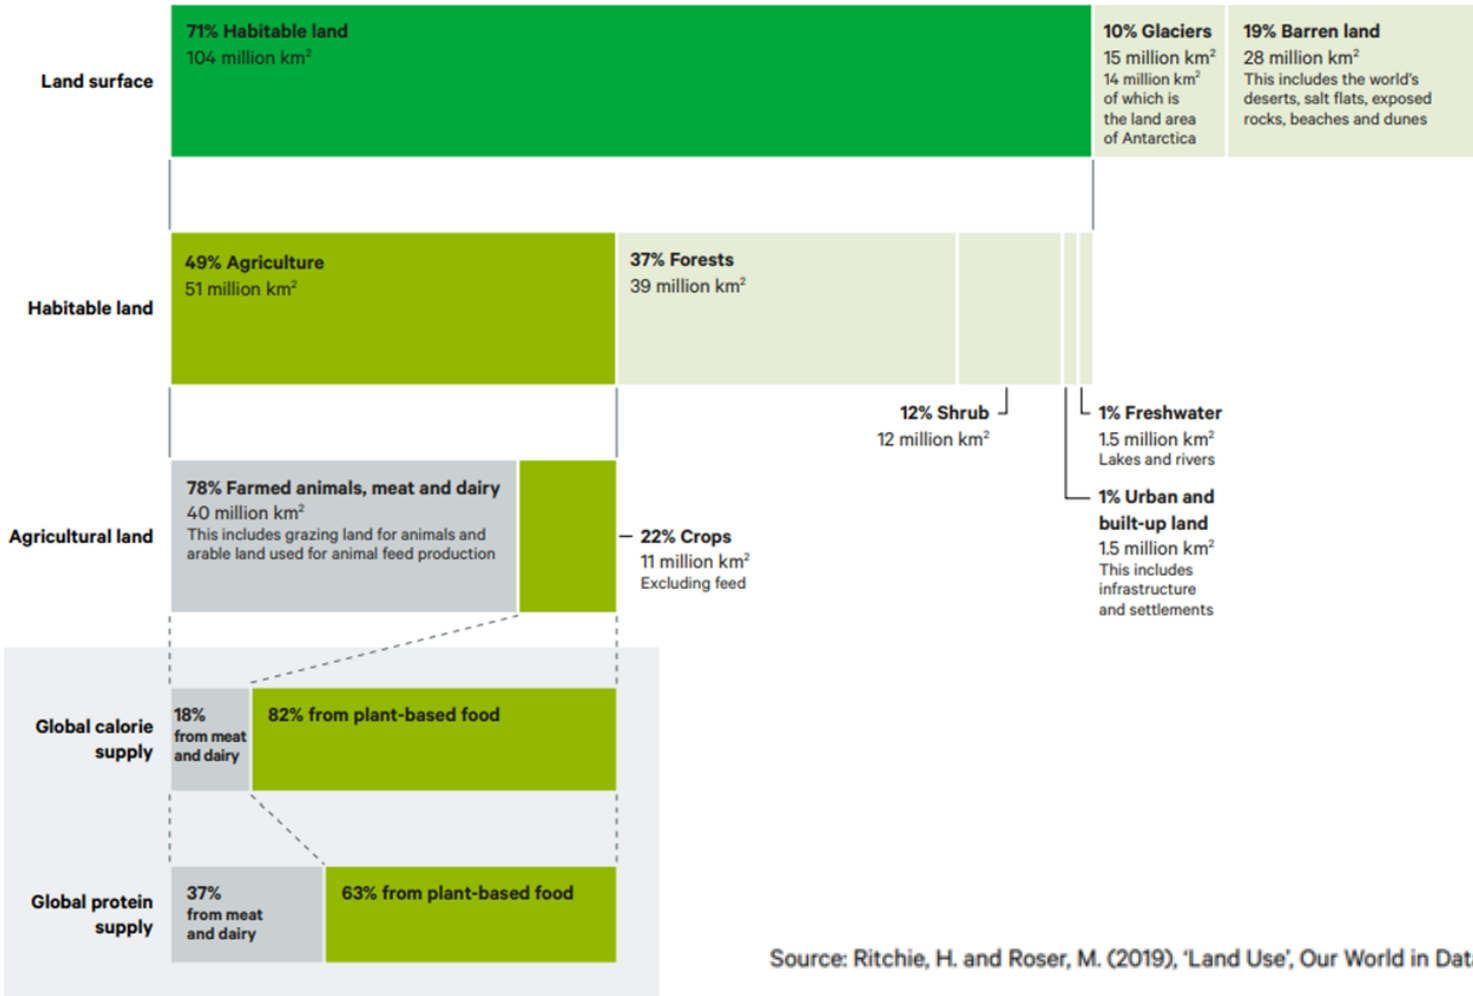 Land surface
71% Habitable land
104 million km²
10% Glaciers
15 million km²
14 million km²
of which is
the land area
of Antarctica
19% Barren land
28 million km²
This includes the world's
deserts, salt flats, exposed
rocks, beaches and dunes
Habitable land
49% Agriculture
51 million km²
37% Forests
39 million km²
12% Shrub
12 million km²
1% Freshwater
1.5 million km²
Lakes and rivers
1% Urban and
built-up land
1.5 million km²
This includes
infrastructure
and settlements
Agricultural land
78% Farmed animals, meat and dairy
40 million km²
This includes grazing land for animals and
arable land used for animal feed production
22% Crops
11 million km²
Excluding feed
Global calorie
supply
18%
from meat
and dairy
82% from plant-based food
Global protein
supply
37%
from meat
and dairy
63% from plant-based food
Source: Ritchie, H. and Roser, M. (2019), 'Land Use', Our World in Data